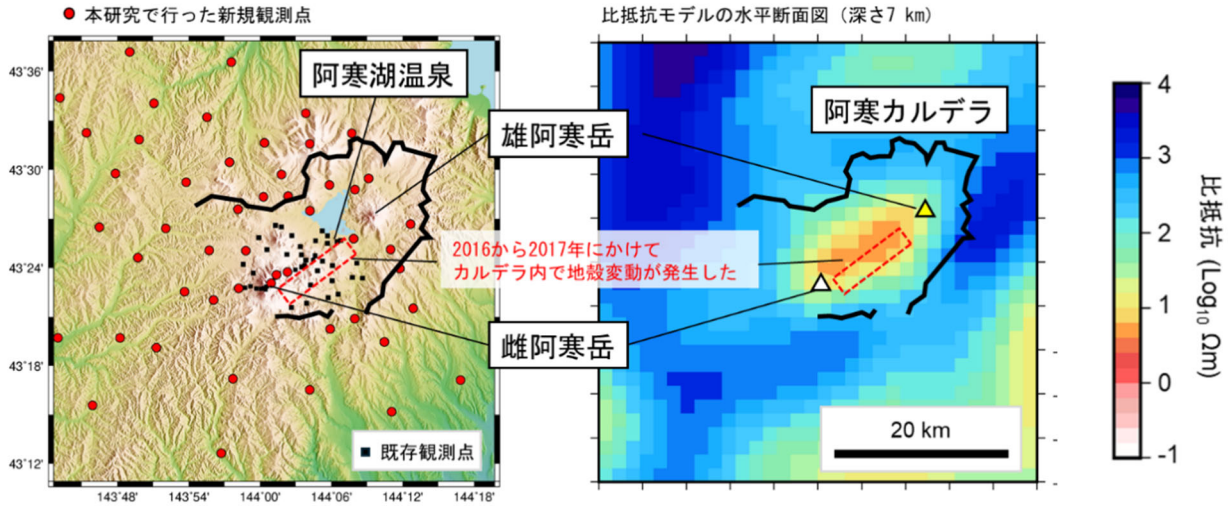 本研究で行った新規観測点
比抵抗モデルの水平断面図（深さ7 km）
43°36'
43°30'
43°24'
43°18'
43°12'
143°48'
143°54'
144°00'
144°06'
144°12'
144°18'
阿寒湖温泉
雄阿寒岳
阿寒カルデラ
2016から2017年にかけて
カルデラ内で地殻変動が発生した
雌阿寒岳
既存観測点
20 km
4
3
2
1
0
-1
比抵抗 (Log10 Ωm)